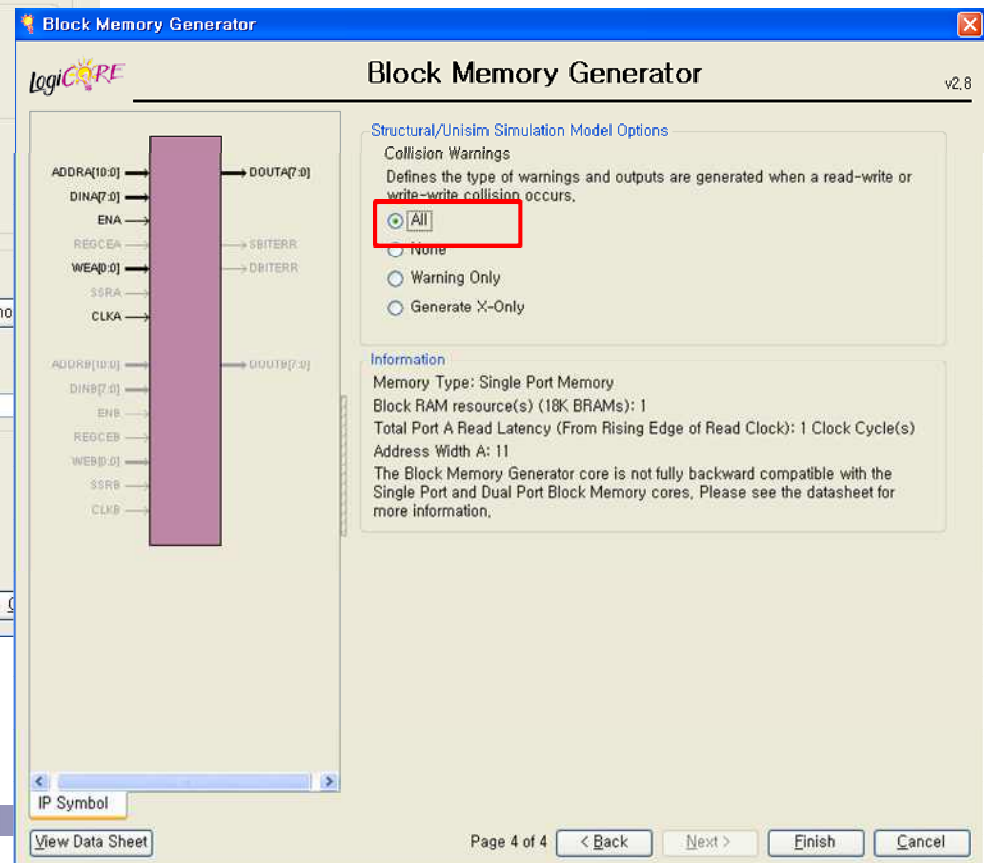 Block Memory Generator
LogiCORE
Block Memory Generator
v2.8
ADDRA[10:0]
DOUTA[7:0]
DINA[7:0]
ENA
REGCEA
SBITERR
WEA[0:0]
DBITERR
SSRA
CLKA
ADDRB[10:0]
DOUTB[7:0]
DINB[7:0]
ENB
REGCEB
WEB[0:0]
SSRB
CLKB
Structural/Unisim Simulation Model Options
Collision Warnings
Defines the type of warnings and outputs are generated when a read-write or
write-write collision occurs.
All
None
Warning Only
Generate X-Only
Information
Memory Type: Single Port Memory
Block RAM resource(s) (18K BRAMs): 1
Total Port A Read Latency (From Rising Edge of Read Clock): 1 Clock Cycle(s)
Address Width A: 11
The Block Memory Generator core is not fully backward compatible with the
Single Port and Dual Port Block Memory cores. Please see the datasheet for
more information.
IP Symbol
View Data Sheet
Page 4 of 4
< Back
Next >
Finish
Cancel